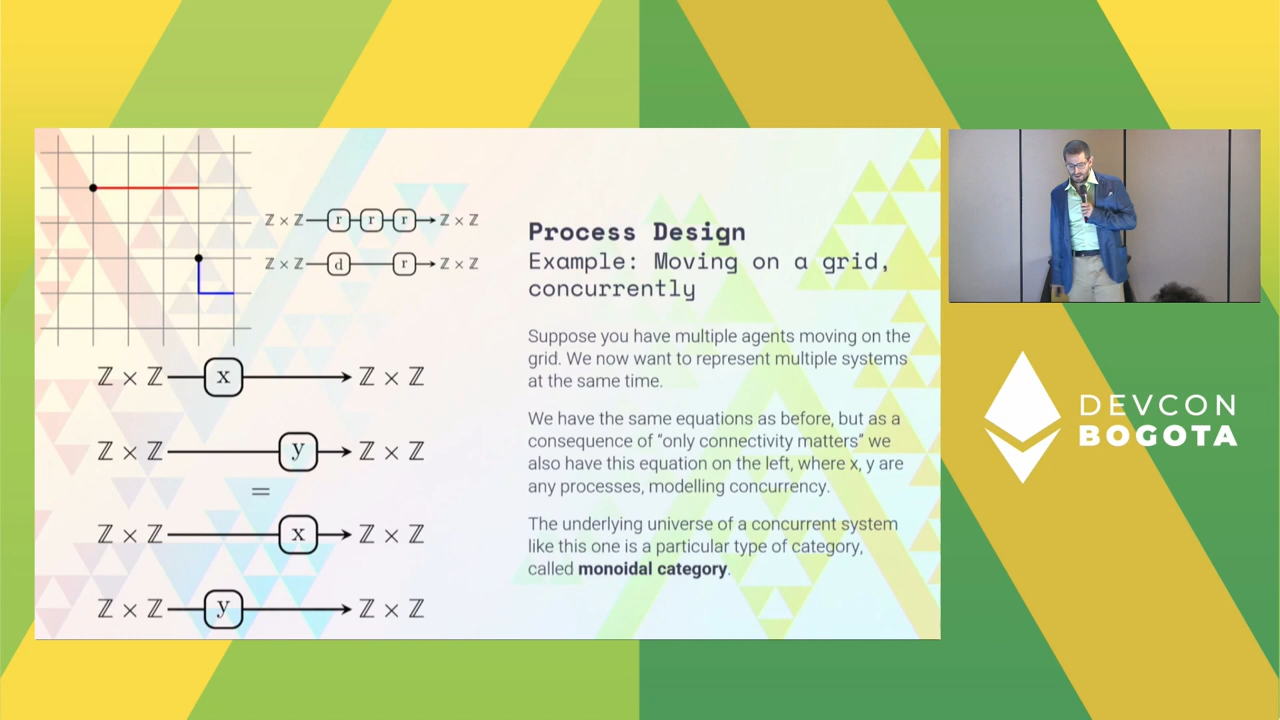 ℤ × ℤ r r r ℤ × ℤ
ℤ × ℤ d r ℤ × ℤ
ℤ × ℤ x ℤ × ℤ
ℤ × ℤ y ℤ × ℤ
=
ℤ × ℤ x ℤ × ℤ
ℤ × ℤ y ℤ × ℤ
Process Design
Example: Moving on a grid,
concurrently
Suppose you have multiple agents moving on the
grid. We now want to represent multiple systems
at the same time.
We have the same equations as before, but as a
consequence of “only connectivity matters” we
also have this equation on the left, where x, y are
any processes, modelling concurrency.
The underlying universe of a concurrent system
like this one is a particular type of category,
called monoidal category.
DEVCON
BOGOTA